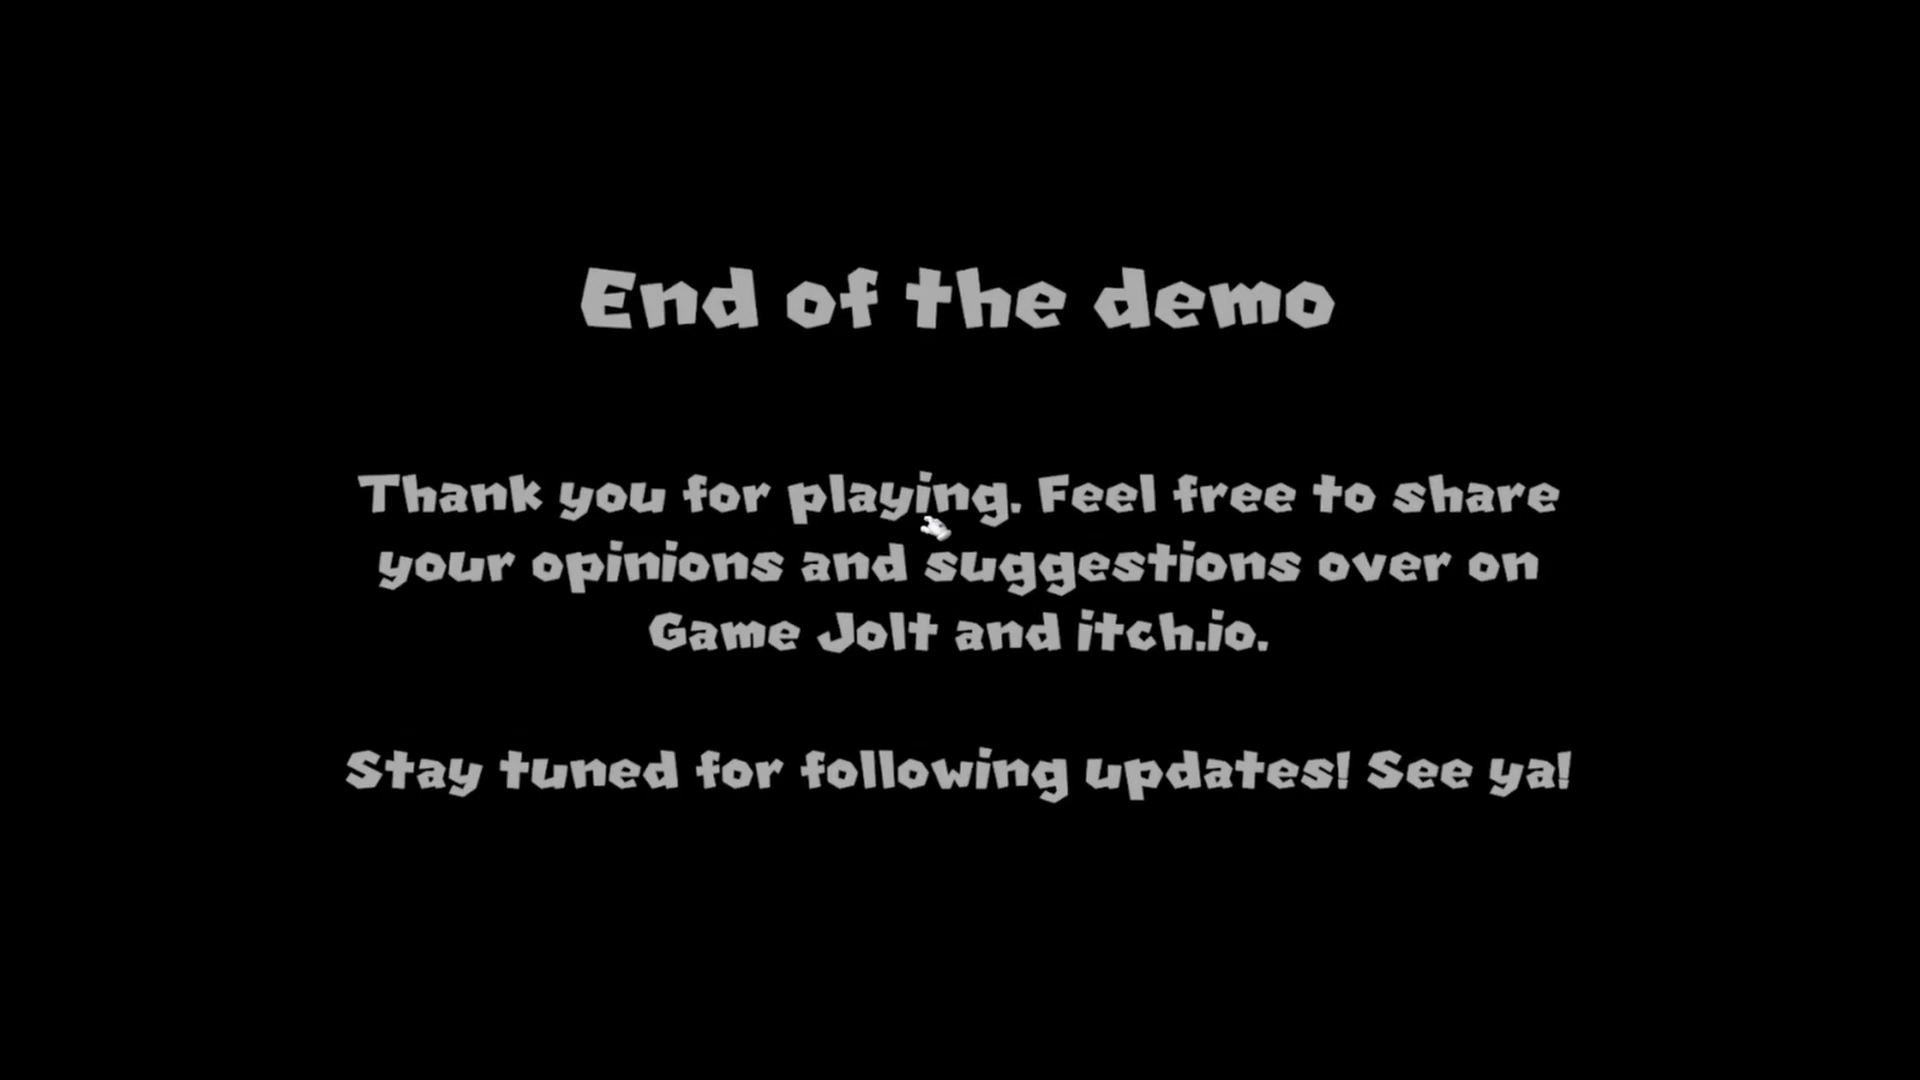 End of the demo
Thank you for playing. Feel free to share
your opinions and suggestions over on
Game Jolt and itch.io.
Stay tuned for following updates! See ya!